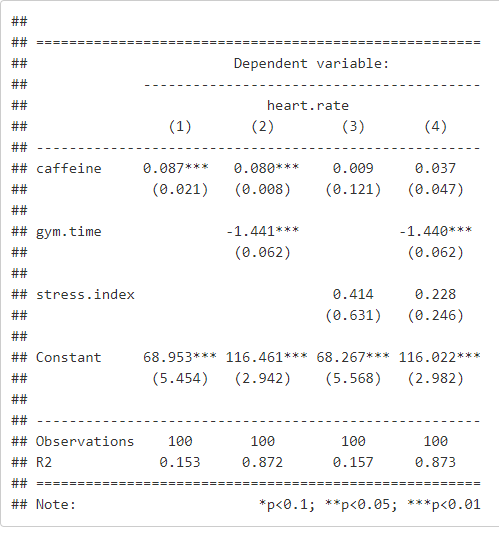 ##
## ======================================================
##                         Dependent variable:
##              -----------------------------------------
##                             heart.rate
##                 (1)       (2)        (3)       (4)
## ------------------------------------------------------
## caffeine     0.087***   0.080***    0.009     0.037
##               (0.021)   (0.008)    (0.121)   (0.047)
##
## gym.time               -1.441***            -1.440***
##                         (0.062)              (0.062)
##
## stress.index                        0.414     0.228
##                                    (0.631)   (0.246)
##
## Constant     68.953*** 116.461*** 68.267*** 116.022***
##               (5.454)   (2.942)    (5.568)   (2.982)
##
## ------------------------------------------------------
## Observations    100       100        100       100
## R2             0.153     0.872      0.157     0.873
## ======================================================
## Note:                      *p<0.1; **p<0.05; ***p<0.01